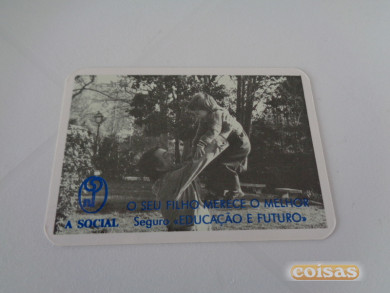 O SEU FILHO MERECE O MELHOR
A SOCIAL Seguro «EDUCAÇÃO E FUTURO»
coisas